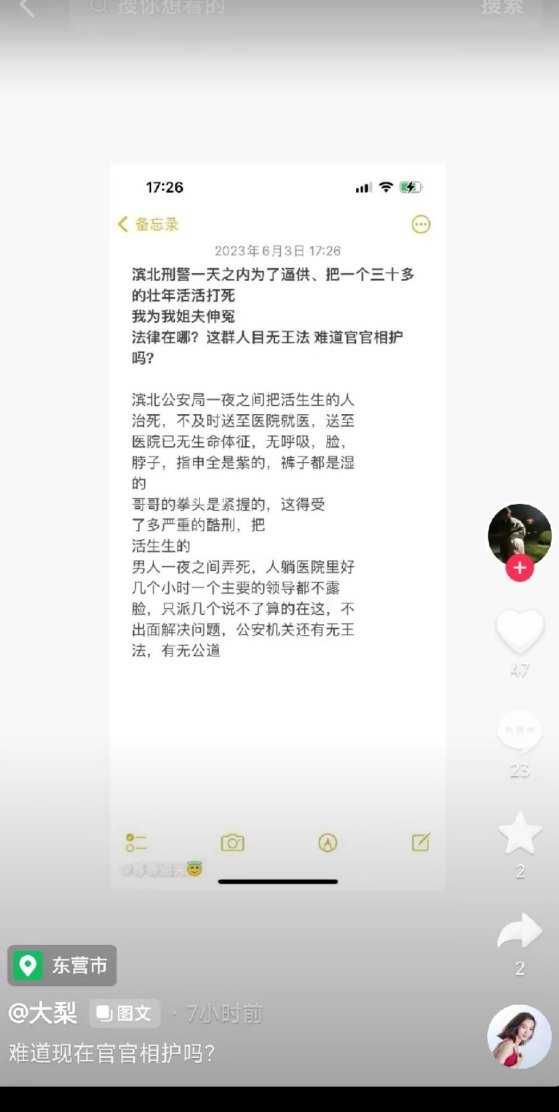 搜你想看的
搜索
17:26
备忘录
2023年6月3日 17:26
滨北刑警一天之内为了逼供、把一个三十多
的壮年活活打死
我为我姐夫伸冤
法律在哪？这群人目无王法 难道官官相护
吗？
滨北公安局一夜之间把活生生的人
治死，不及时送至医院就医，送至
医院已无生命体征，无呼吸，脸，
脖子，指申全是紫的，裤子都是湿
的
哥哥的拳头是紧握的，这得受
了多严重的酷刑，把
活生生的
男人一夜之间弄死，人躺医院里好
几个小时一个主要的领导都不露
脸，只派几个说不了算的在这，不
出面解决问题，公安机关还有无王
法，有无公道
47
23
2
2
东营市
@大梨 图文 · 7小时前
难道现在官官相护吗？